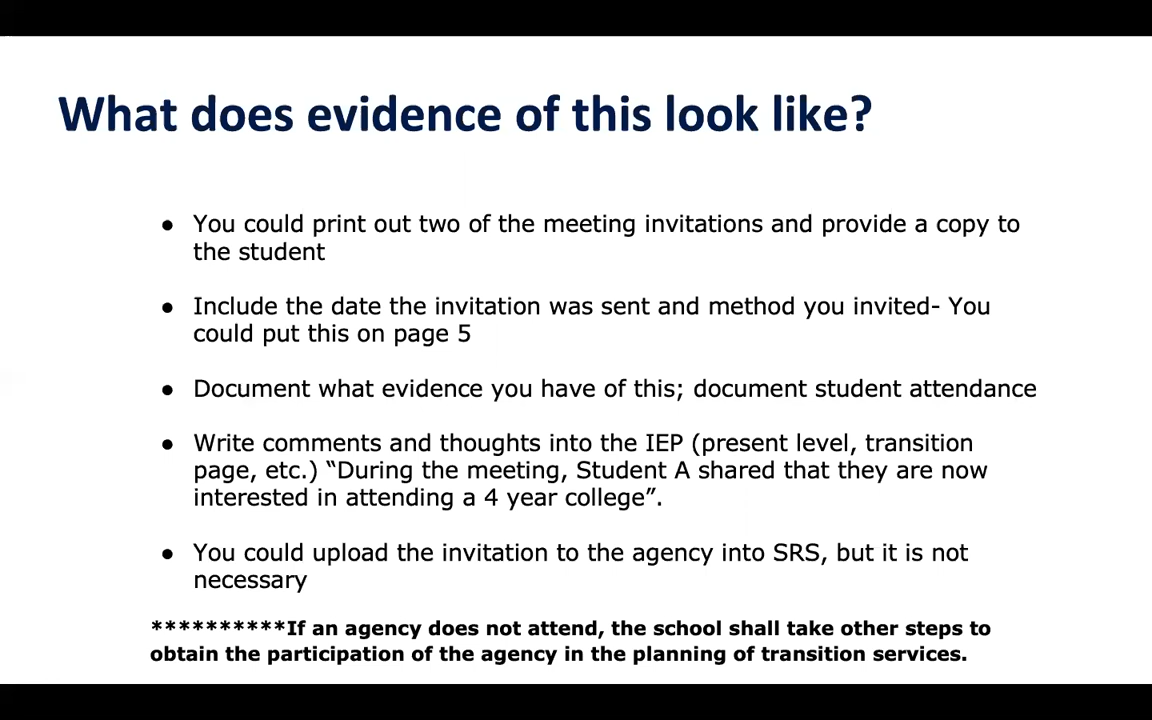 What does evidence of this look like?
● You could print out two of the meeting invitations and provide a copy to
the student
● Include the date the invitation was sent and method you invited- You
could put this on page 5
● Document what evidence you have of this; document student attendance
● Write comments and thoughts into the IEP (present level, transition
page, etc.) “During the meeting, Student A shared that they are now
interested in attending a 4 year college”.
● You could upload the invitation to the agency into SRS, but it is not
necessary
**********If an agency does not attend, the school shall take other steps to
obtain the participation of the agency in the planning of transition services.